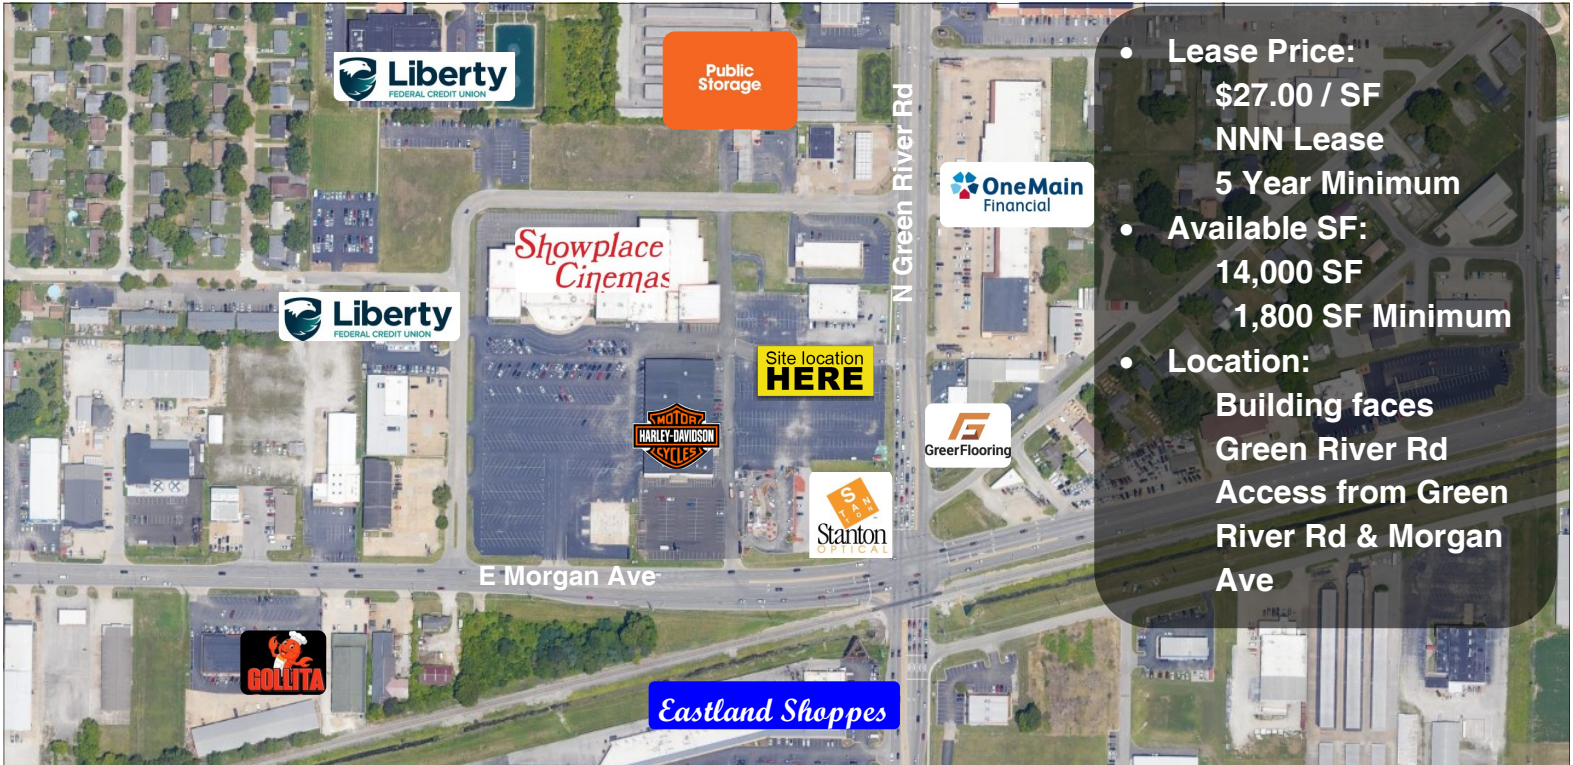 Liberty
FEDERAL CREDIT UNION
Public
Storage
N Green River Rd
OneMain
Financial
Showplace
Cinemas
Liberty
FEDERAL CREDIT UNION
Site location
HERE
MOTOR
HARLEY-DAVIDSON
CYCLES
GreerFlooring
S
TAN
TON
Stanton
OPTICAL
E Morgan Ave
GOLLITA
Eastland Shoppes
• Lease Price:
$27.00 / SF
NNN Lease
5 Year Minimum
• Available SF:
14,000 SF
1,800 SF Minimum
• Location:
Building faces
Green River Rd
Access from Green
River Rd & Morgan
Ave